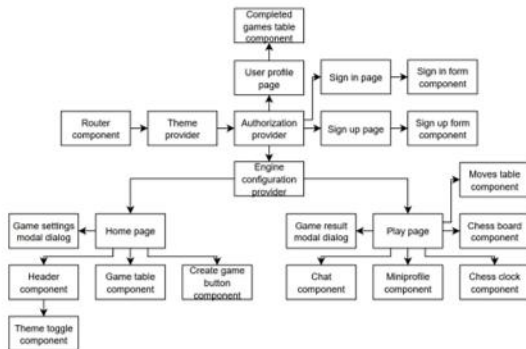 Completed
games table
component
User profile
page
Sign in page
Sign in form
component
Router
component
Theme
provider
Authorization
provider
Sign up page
Sign up form
component
Engine
configuration
provider
Moves table
component
Game settings
modal dialog
Home page
Game result
modal dialog
Play page
Chess board
component
Header
component
Game table
component
Create game
button
component
Chat
component
Miniprofile
component
Chess clock
component
Theme toggle
component